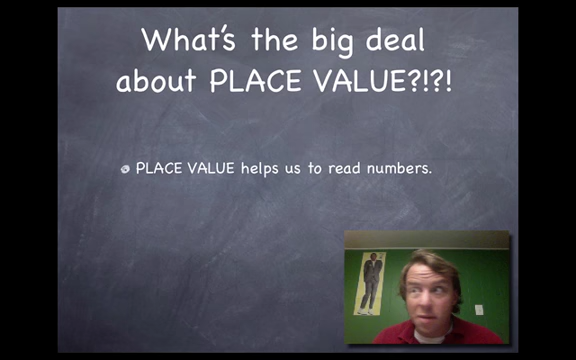 What's the big deal
about PLACE VALUE?!?!
PLACE VALUE helps us to read numbers.